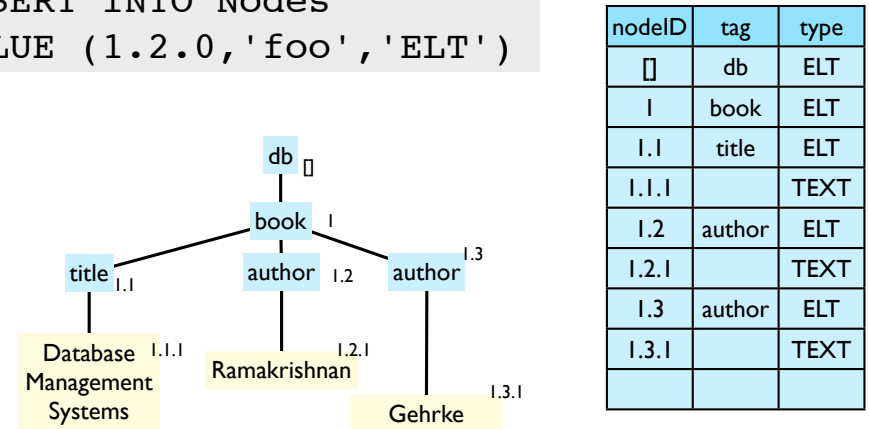 SERT INTO Nodes
LUE (1.2.0,'foo','ELT')
nodeID tag type
[] db ELT
1 book ELT
1.1 title ELT
1.1.1 TEXT
1.2 author ELT
1.2.1 TEXT
1.3 author ELT
1.3.1 TEXT
db []
book 1
title 1.1
author 1.2
author 1.3
Database 1.1.1
Management
Systems
Ramakrishnan 1.2.1
Gehrke 1.3.1